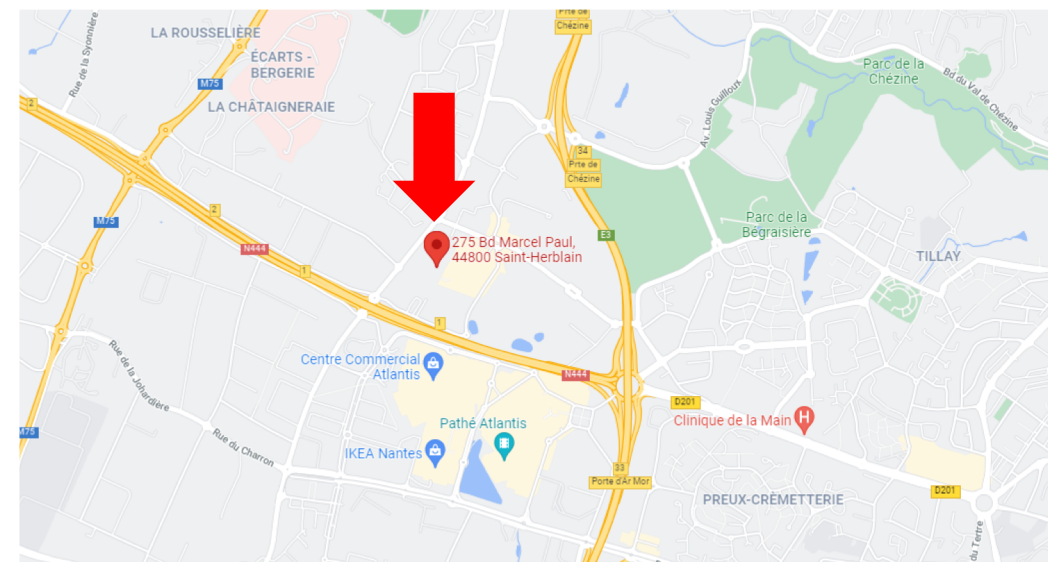 Prte de
Chézine
LA ROUSSELIÈRE
Rue de la Syonnière
ÉCARTS -
BERGERIE
Parc de la
Chézine
Bd du Val de Chézine
M75
Av. Louis Guilloux
2
LA CHÂTAIGNERAIE
34
Prte de
Chézine
2
M75
Parc de la
Bégraisière
E3
275 Bd Marcel Paul,
44800 Saint-Herblain
N444
TILLAY
1
1
Rue de la Johardière
Centre Commercial
Atlantis
N444
D201
Clinique de la Main
H
Pathé Atlantis
M75
Rue du Charron
IKEA Nantes
33
Porte d'Ar Mor
D201
PREUX-CRÉMETTERIE
du Tertre